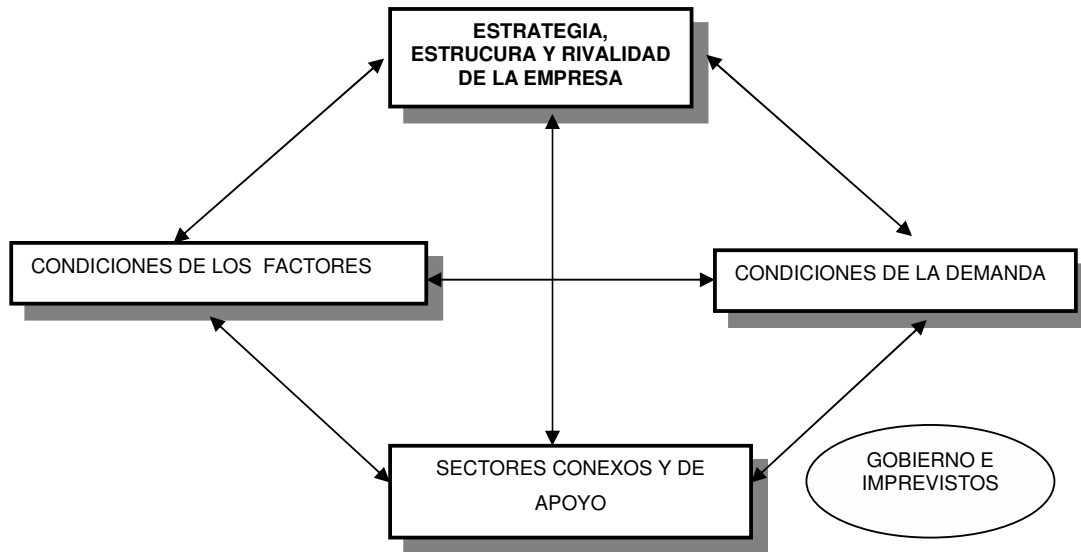 ESTRATEGIA,
ESTRUCURA Y RIVALIDAD
DE LA EMPRESA
CONDICIONES DE LOS FACTORES
CONDICIONES DE LA DEMANDA
SECTORES CONEXOS Y DE
APOYO
GOBIERNO E
IMPREVISTOS